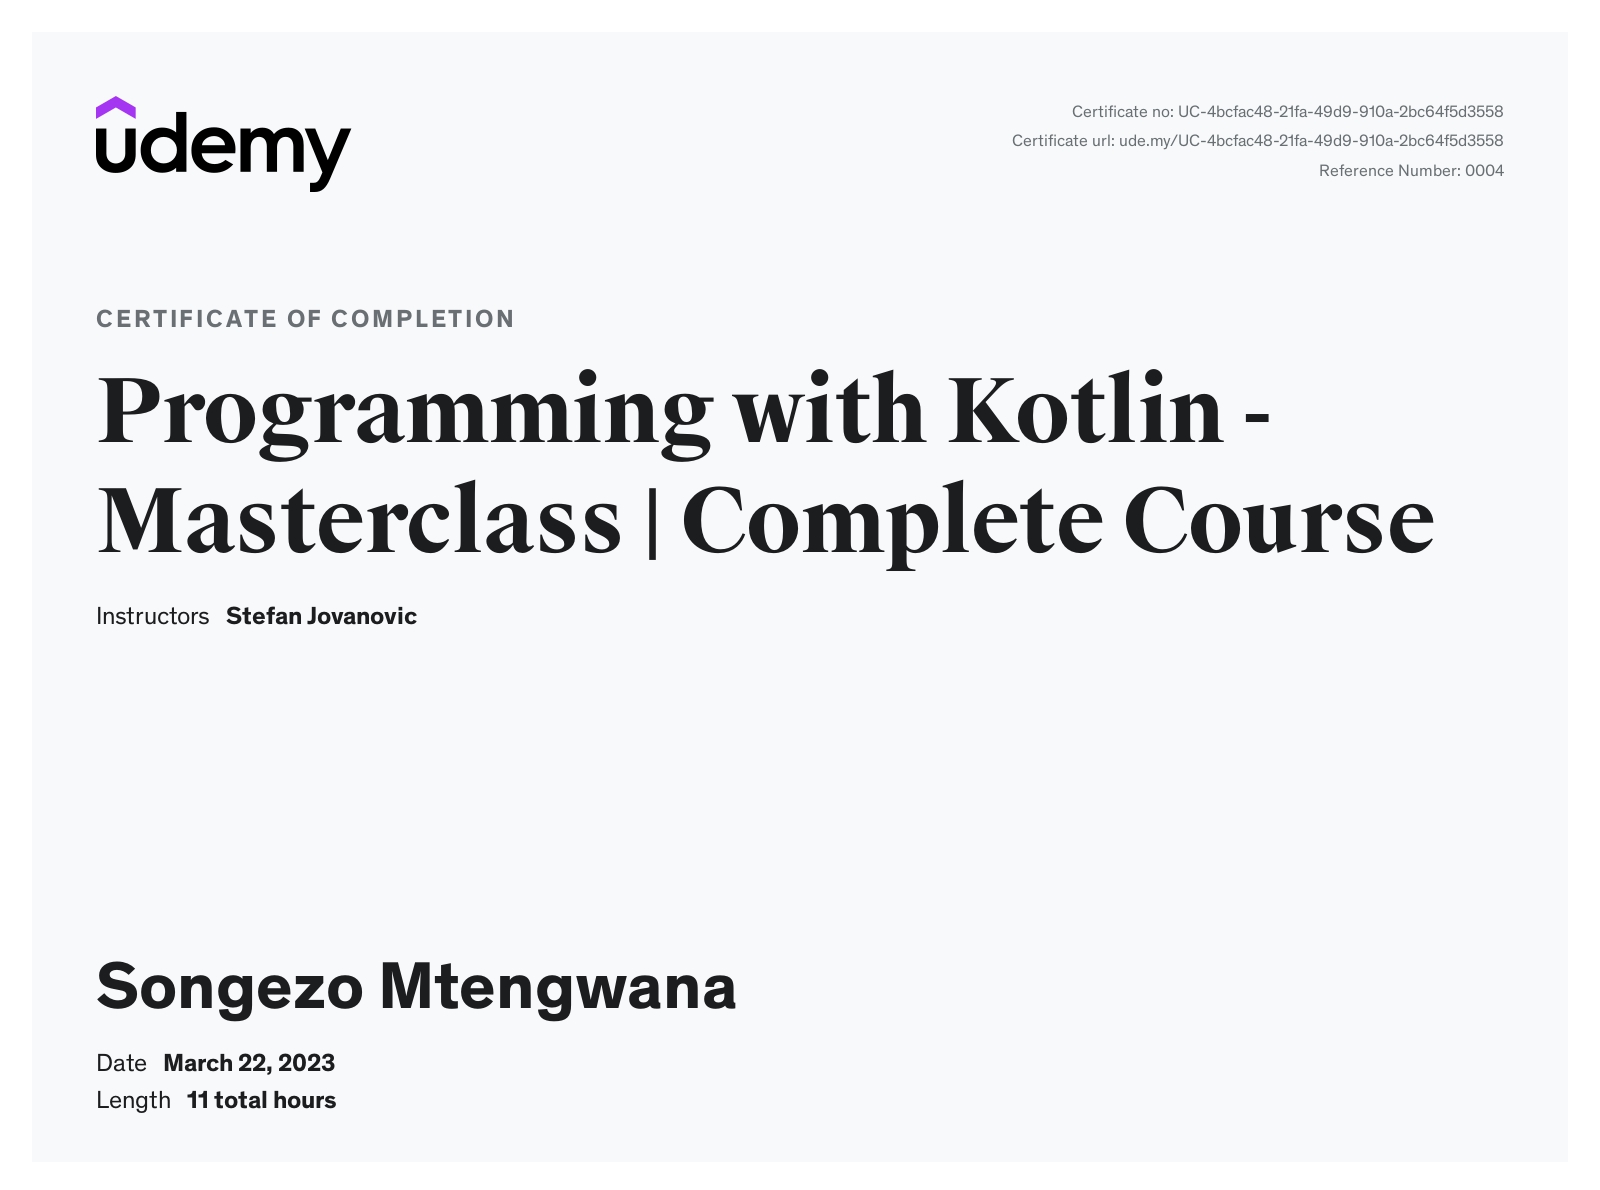 udemy
Certificate no: UC-4bcfac48-21fa-49d9-910a-2bc64f5d3558
Certificate url: ude.my/UC-4bcfac48-21fa-49d9-910a-2bc64f5d3558
Reference Number: 0004
CERTIFICATE OF COMPLETION
Programming with Kotlin -
Masterclass | Complete Course
Instructors Stefan Jovanovic
Songezo Mtengwana
Date March 22, 2023
Length 11 total hours